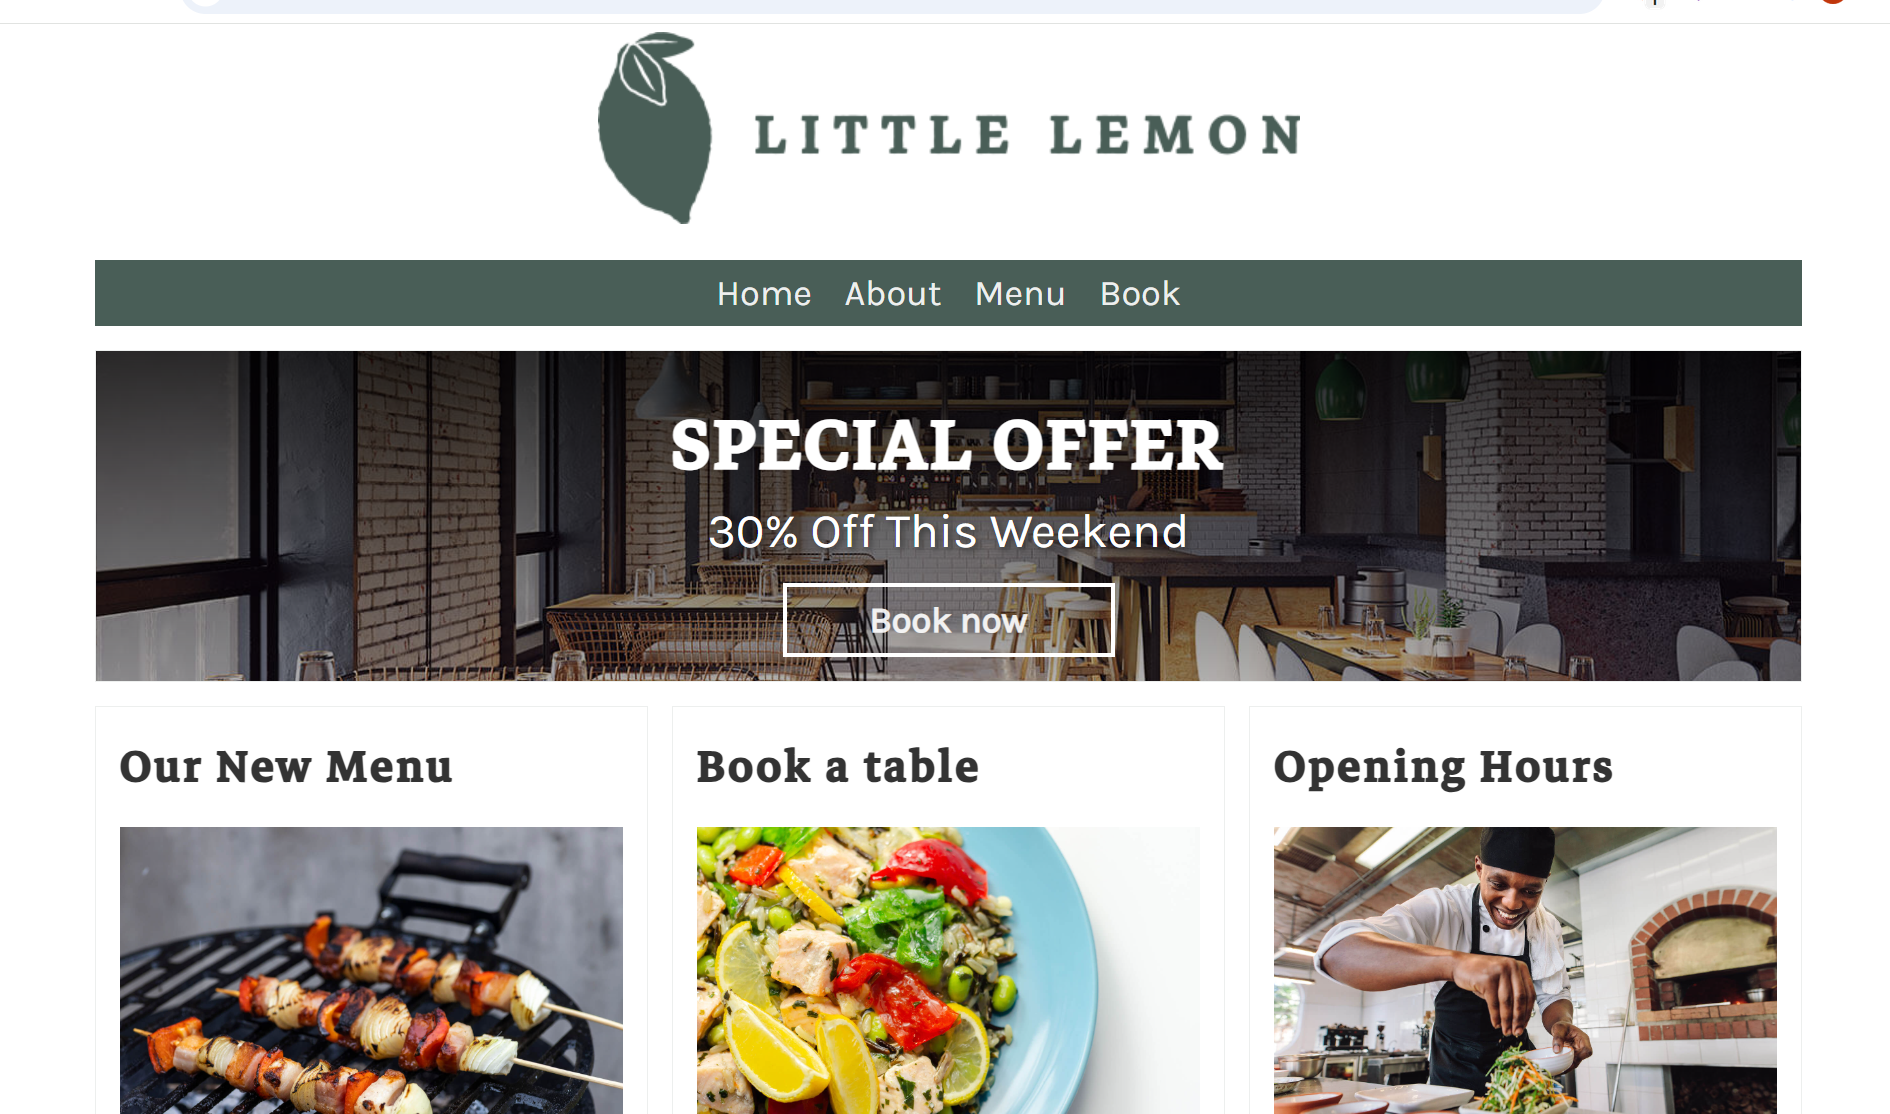 LITTLE LEMON
Home About Menu Book
SPECIAL OFFER
30% Off This Weekend
Book now
Our New Menu
Book a table
Opening Hours